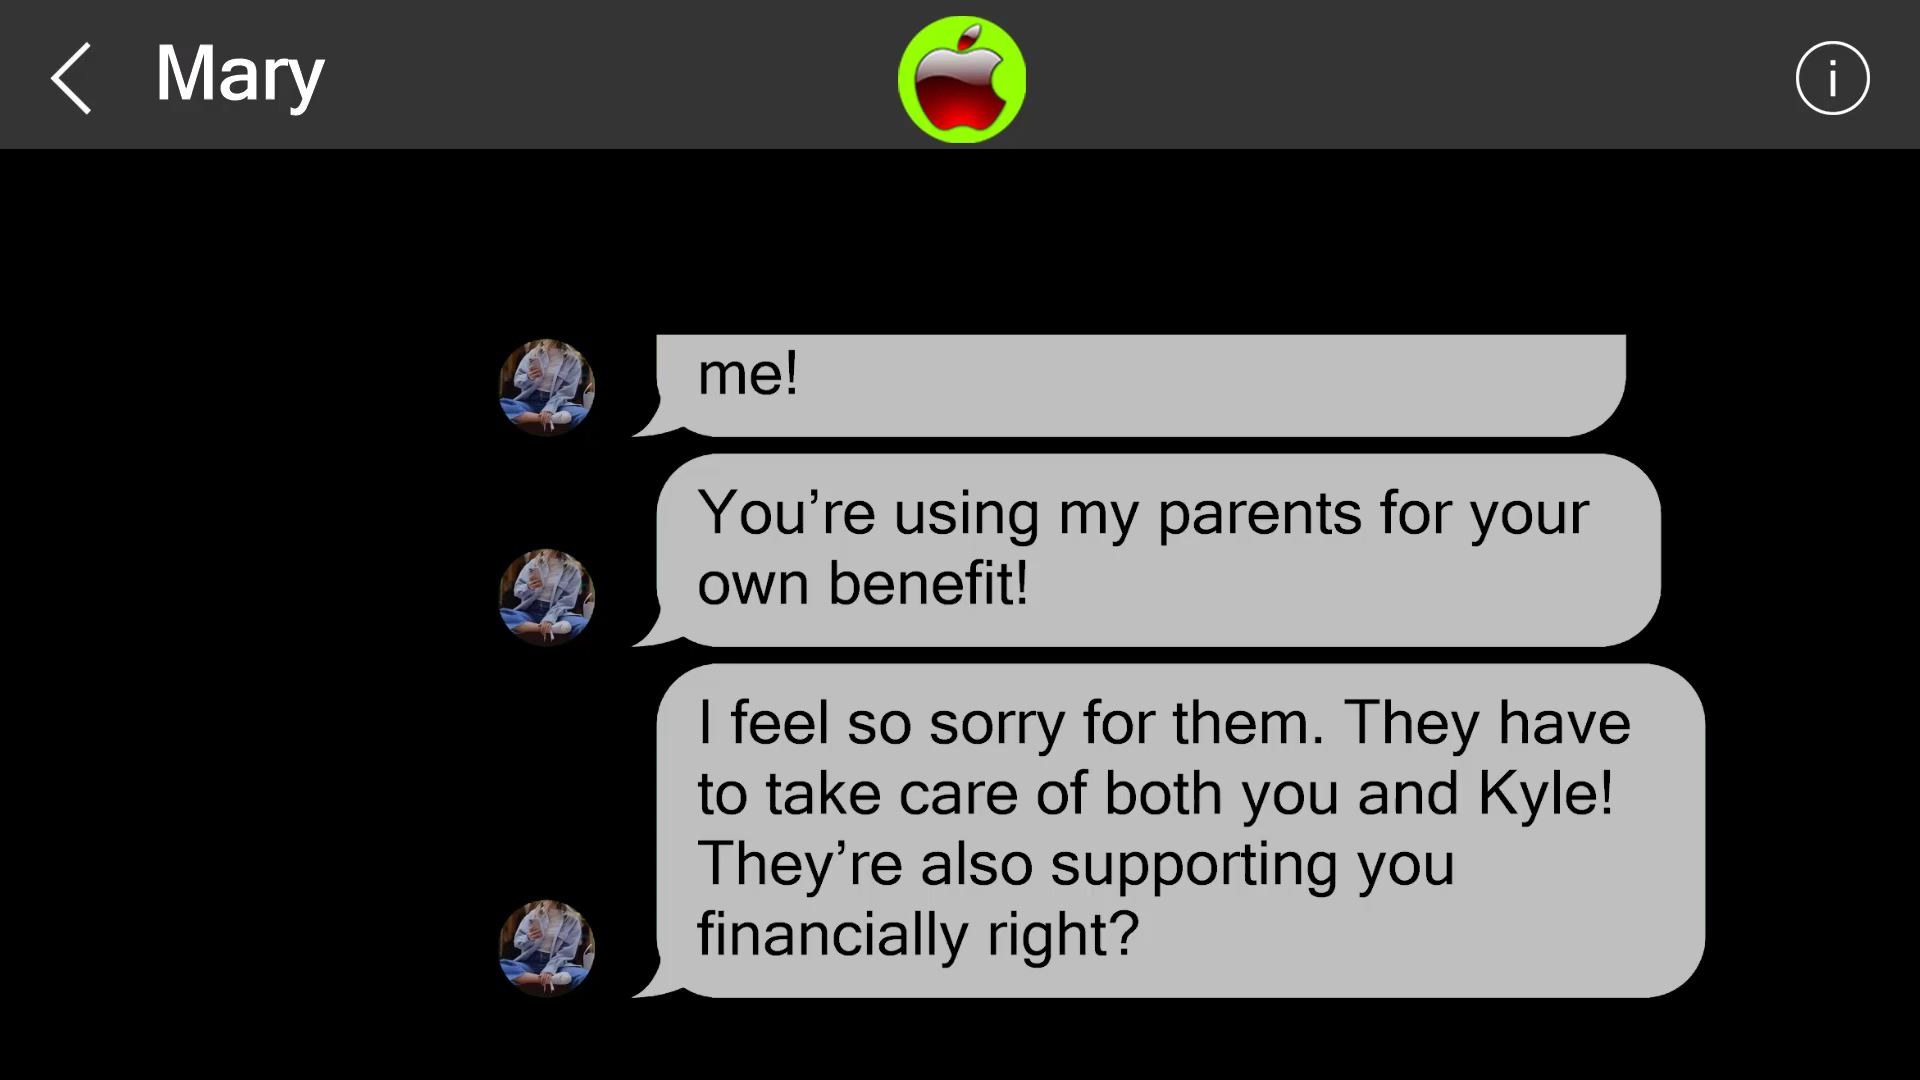 Mary
i
me!
You’re using my parents for your
own benefit!
I feel so sorry for them. They have
to take care of both you and Kyle!
They’re also supporting you
financially right?